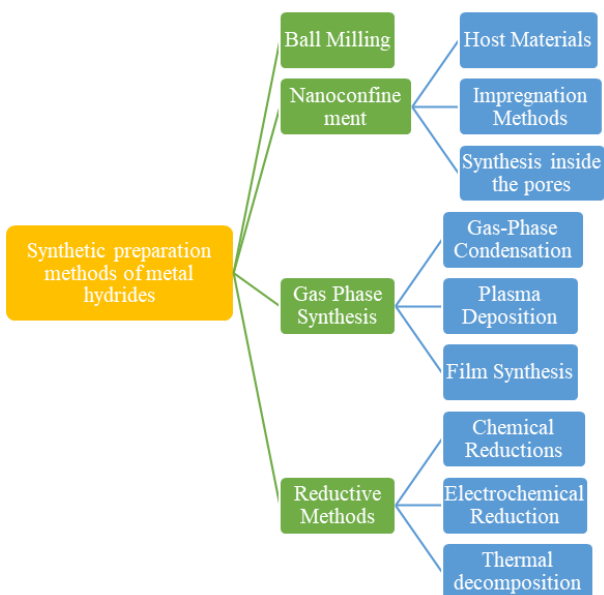 Synthetic preparation
methods of metal
hydrides
Ball Milling
Nanoconfine
ment
Host Materials
Impregnation
Methods
Synthesis inside
the pores
Gas Phase
Synthesis
Gas-Phase
Condensation
Plasma
Deposition
Film Synthesis
Reductive
Methods
Chemical
Reductions
Electrochemical
Reduction
Thermal
decomposition